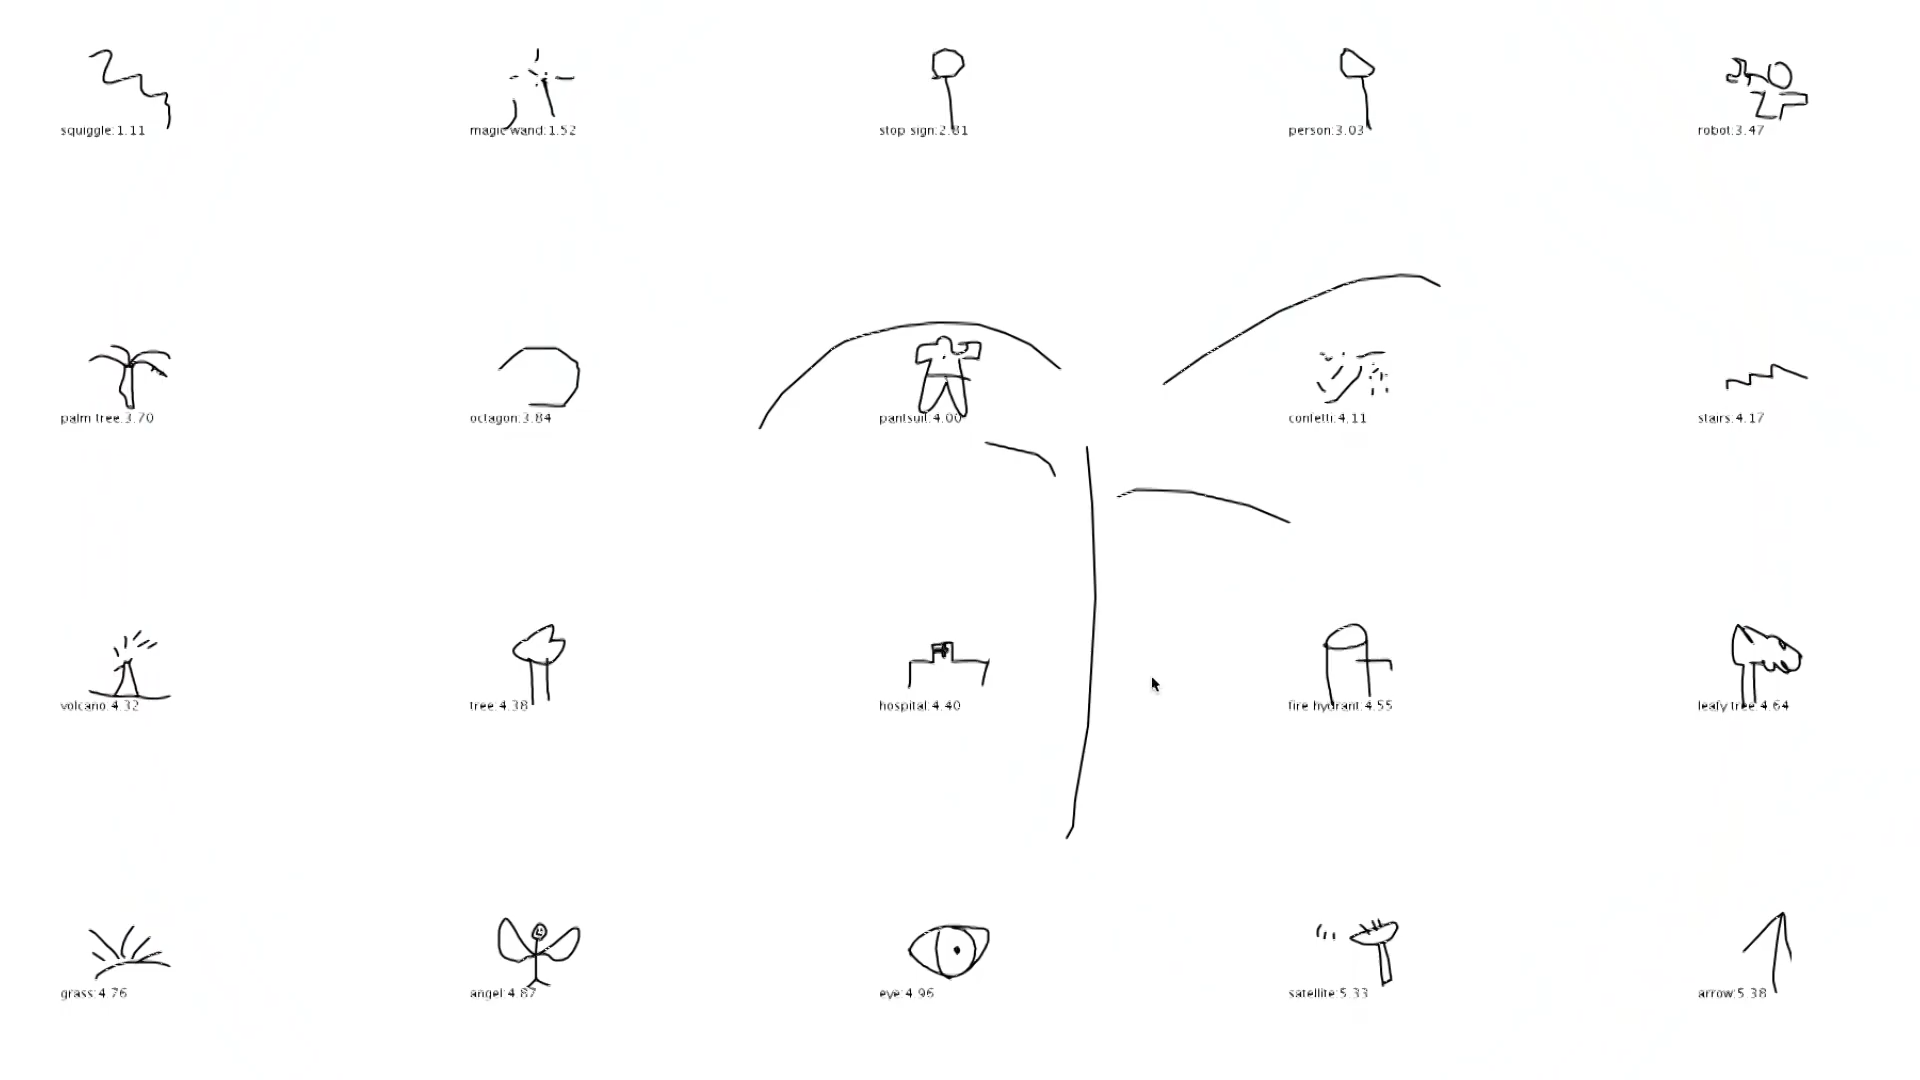 squiggle:1.11
magic wand:1.52
stop sign:2.81
person:3.03
robot:3.47
palm tree:3.70
octagon:3.84
pantsuit:4.00
confetti:4.11
stairs:4.17
volcano:4.32
tree:4.38
hospital:4.40
fire hydrant:4.55
leafy tree:4.64
grass:4.76
angel:4.87
eye:4.96
satellite:5.33
arrow:5.38